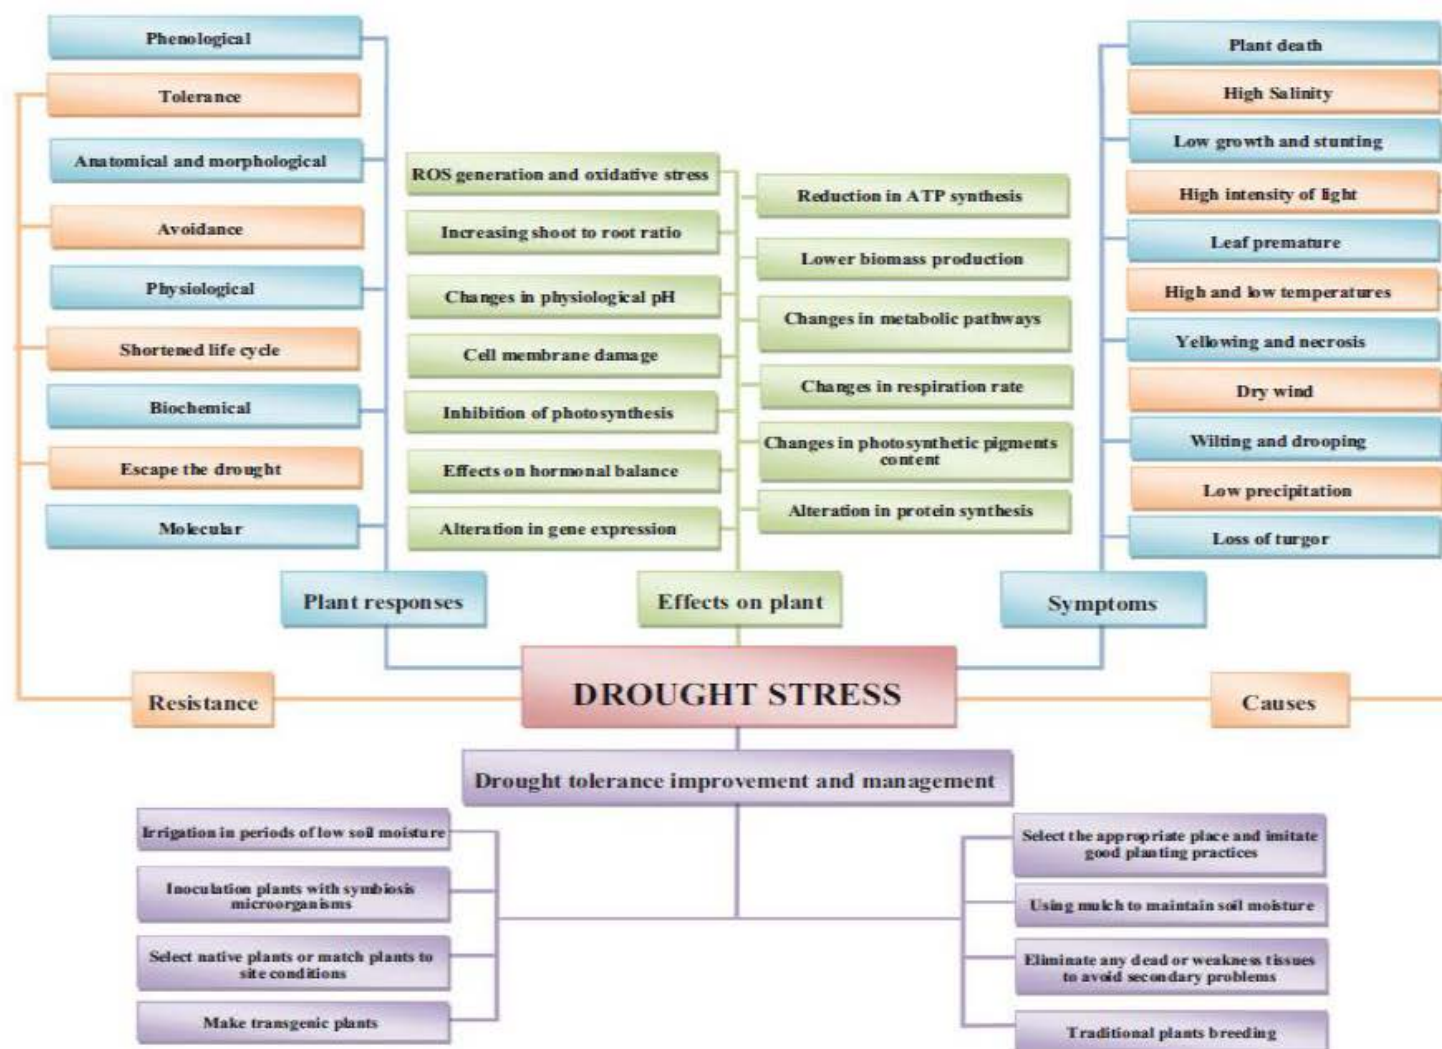 Phenological
Tolerance
Anatomical and morphological
Avoidance
Physiological
Shortened life cycle
Biochemical
Escape the drought
Molecular
Plant responses
Resistance
ROS generation and oxidative stress
Increasing shoot to root ratio
Changes in physiological pH
Cell membrane damage
Inhibition of photosynthesis
Effects on hormonal balance
Alteration in gene expression
Reduction in ATP synthesis
Lower biomass production
Changes in metabolic pathways
Changes in respiration rate
Changes in photosynthetic pigments
content
Alteration in protein synthesis
Effects on plant
Plant death
High Salinity
Low growth and stunting
High intensity of light
Leaf premature
High and low temperatures
Yellowing and necrosis
Dry wind
Wilting and drooping
Low precipitation
Loss of turgor
Symptoms
Causes
DROUGHT STRESS
Drought tolerance improvement and management
Irrigation in periods of low soil moisture
Inoculation plants with symbiosis
microorganisms
Select native plants or match plants to
site conditions
Make transgenic plants
Select the appropriate place and imitate
good planting practices
Using mulch to maintain soil moisture
Eliminate any dead or weakness tissues
to avoid secondary problems
Traditional plants breeding